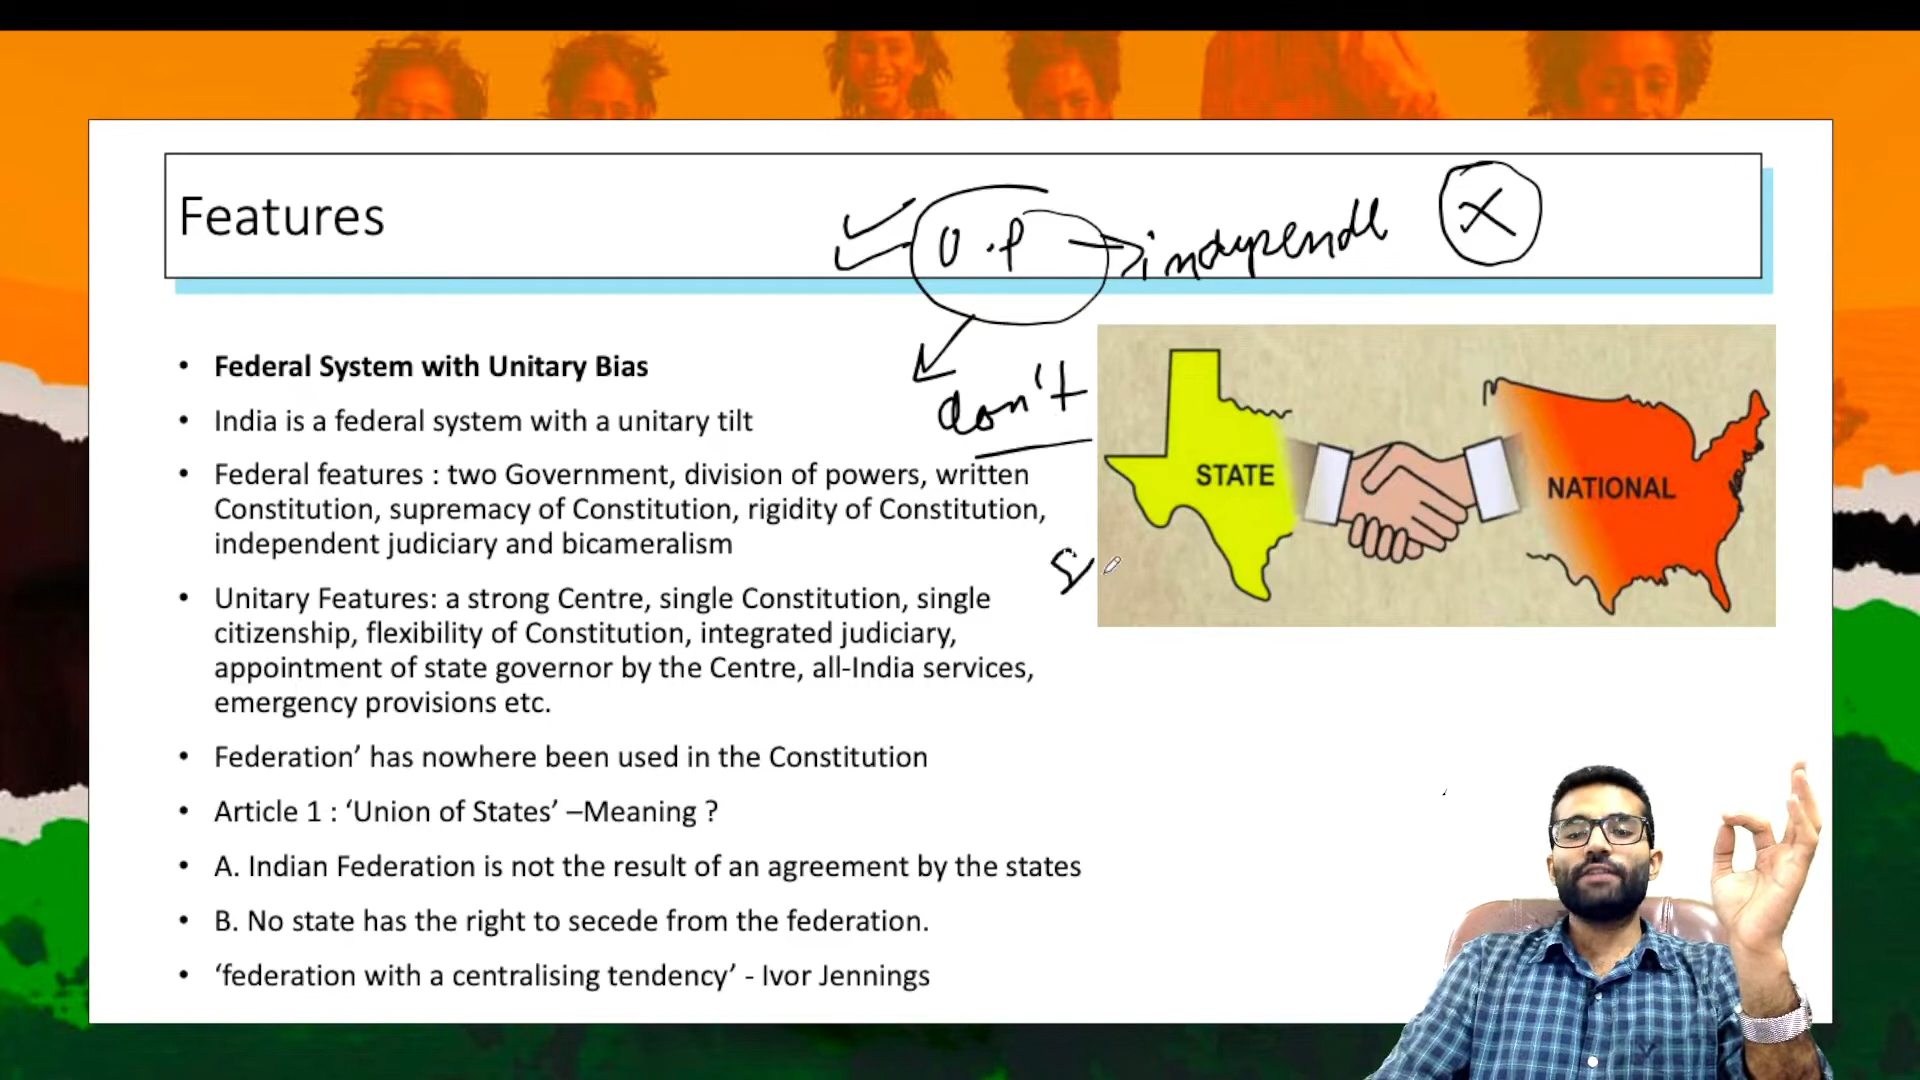 Features
U.P
independent
X
Federal System with Unitary Bias
don't
India is a federal system with a unitary tilt
Federal features : two Government, division of powers, written
Constitution, supremacy of Constitution, rigidity of Constitution,
independent judiciary and bicameralism
STATE
NATIONAL
Unitary Features: a strong Centre, single Constitution, single
citizenship, flexibility of Constitution, integrated judiciary,
appointment of state governor by the Centre, all-India services,
emergency provisions etc.
Federation’ has nowhere been used in the Constitution
Article 1 : ‘Union of States’ –Meaning ?
A. Indian Federation is not the result of an agreement by the states
B. No state has the right to secede from the federation.
‘federation with a centralising tendency’ - Ivor Jennings